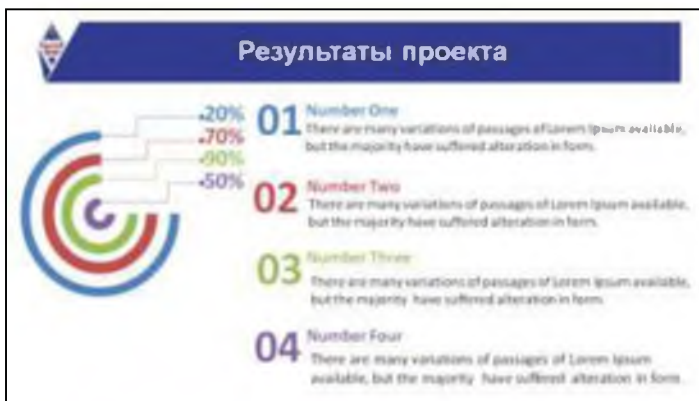 Результаты проекта
20%
70%
90%
50%
01 Number One
There are many variations of passages of Lorem Ipsum available,
but the majority have suffered alteration in form.
02 Number Two
There are many variations of passages of Lorem Ipsum available,
but the majority have suffered alteration in form.
03 Number Three
There are many variations of passages of Lorem Ipsum available,
but the majority have suffered alteration in form.
04 Number Four
There are many variations of passages of Lorem Ipsum
available, but the majority have suffered alteration in form.